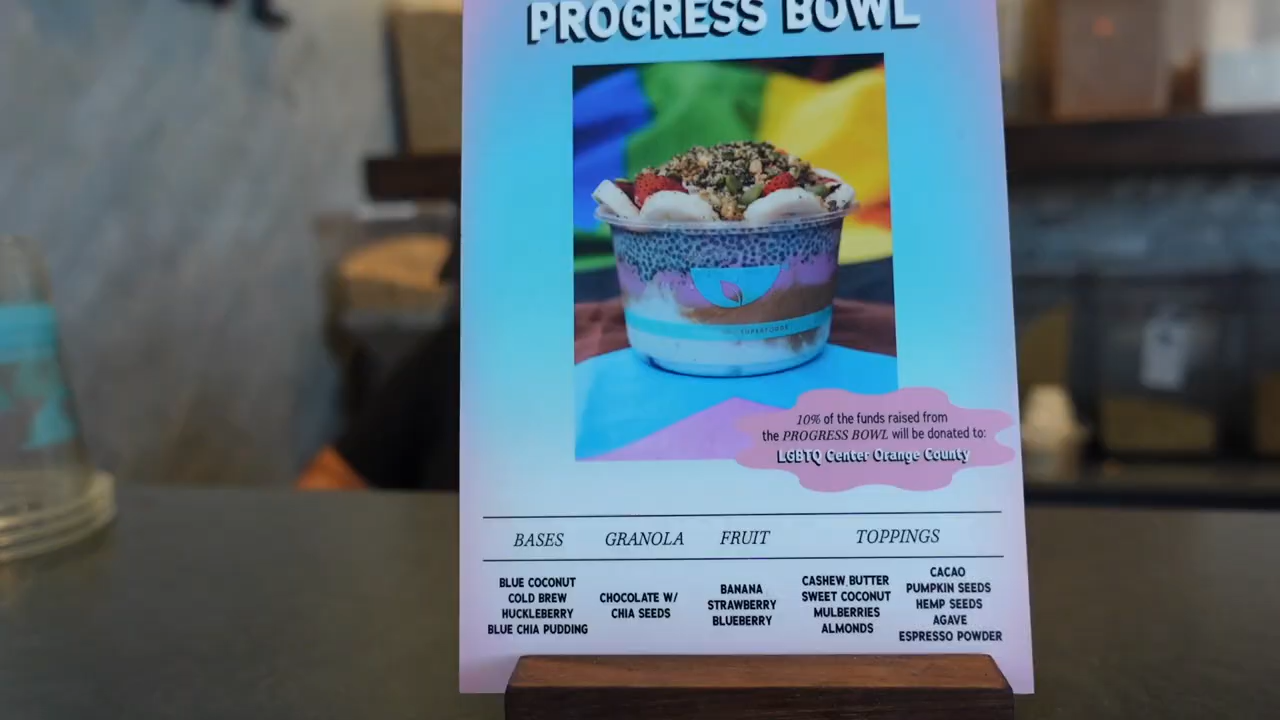 PROGRESS BOWL
SUPERFOODS
10% of the funds raised from
the PROGRESS BOWL will be donated to:
LGBTQ Center Orange County
BASES GRANOLA FRUIT TOPPINGS
BLUE COCONUT
COLD BREW
HUCKLEBERRY
BLUE CHIA PUDDING
CHOCOLATE W/
CHIA SEEDS
BANANA
STRAWBERRY
BLUEBERRY
CASHEW BUTTER
SWEET COCONUT
MULBERRIES
ALMONDS
CACAO
PUMPKIN SEEDS
HEMP SEEDS
AGAVE
ESPRESSO POWDER